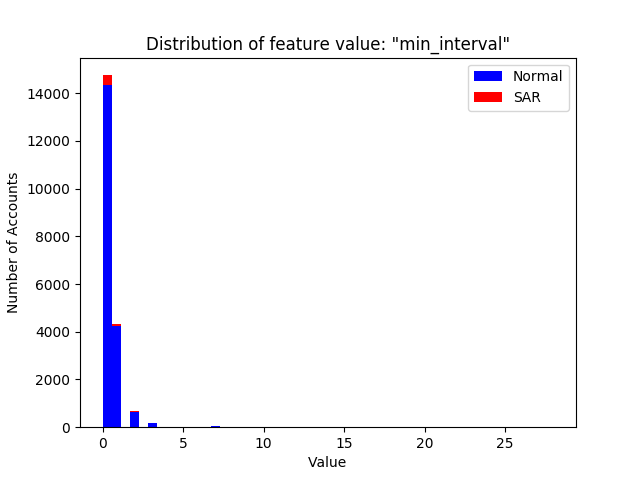 Distribution of feature value: "min_interval"
Normal
SAR
14000
12000
10000
8000
6000
4000
2000
0
Number of Accounts
0 5 10 15 20 25
Value